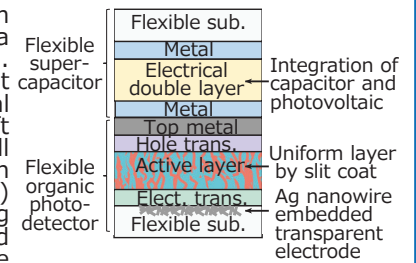 Flexible
super-
capacitor
Flexible sub.
Metal
Electrical
double layer
Metal
Integration of
capacitor and
photovoltaic
Flexible
organic
photo-
detector
Top metal
Hole trans.
Active layer
Elect. trans.
Flexible sub.
Uniform layer
by slit coat
Ag nanowire
embedded
transparent
electrode